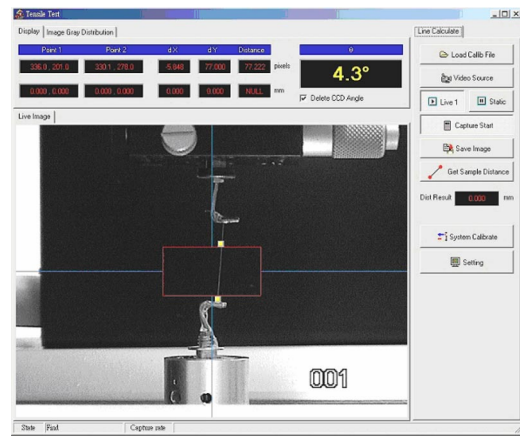 Tensile Test
Display
Image Gray Distribution
Line Calculate
Point 1
Point 2
d X
d Y
Distance
θ
336.0 , 201.0
330.1 , 278.0
-5.948
77.000
77.222
pixels
4.3°
0.000 , 0.000
0.000 , 0.000
0.000
0.000
NULL
mm
Delete CCD Angle
Live Image
Load Calib File
Video Source
Live 1
Static
Capture Start
Save Image
Get Sample Distance
Dist Result
0.000
mm
System Calibrate
Setting
001
State
Find
Capture rate